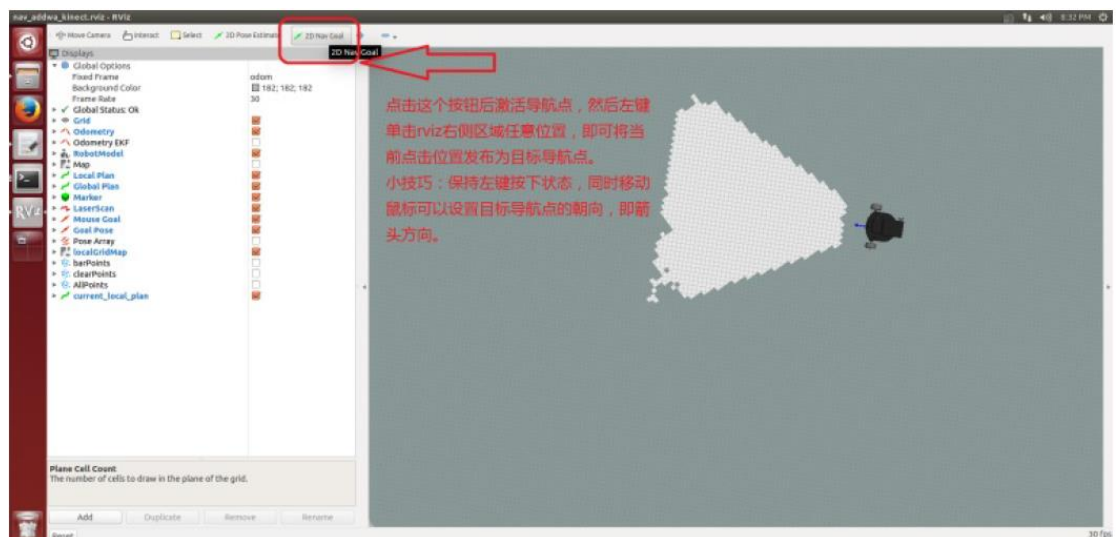 nav_addwa_kinect.rviz - RViz
8:32 PM
Move Camera Interact Select 2D Pose Estimate 2D Nav Goal
2D Nav Goal
Displays
Global Options
Fixed Frame odom
Background Color 182; 182; 182
Frame Rate 30
Global Status: Ok
Grid
Odometry
Odometry EKF
RobotModel
Map
Local Plan
Global Plan
Marker
LaserScan
Mouse Goal
Goal Pose
Pose Array
localGridMap
barPoints
clearPoints
AllPoints
current_local_plan
点击这个按钮后激活导航点，然后左键
单击rviz右侧区域任意位置，即可将当
前点击位置发布为目标导航点。
小技巧：保持左键按下状态，同时移动
鼠标可以设置目标导航点的朝向，即箭
头方向。
Plane Cell Count
The number of cells to draw in the plane of the grid.
Add Duplicate Remove Rename
Reset
30 fps
RViz